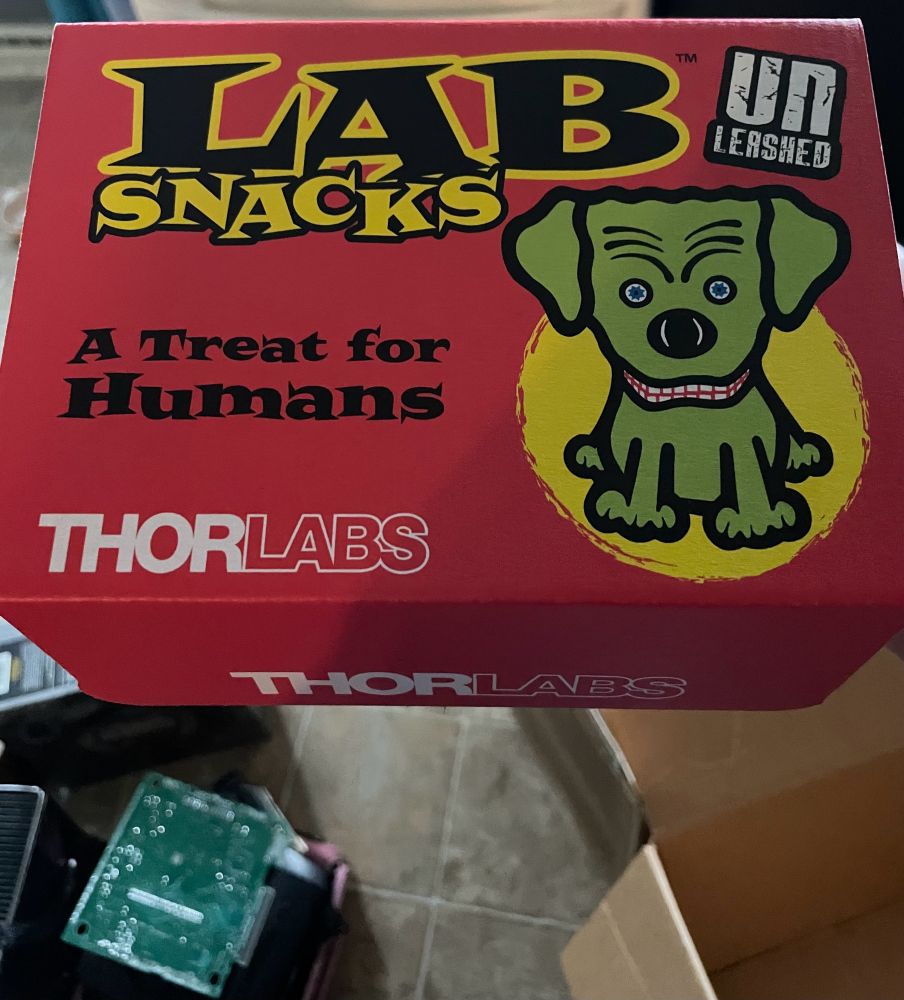 LAB™
SNACKS
UN
LEASHED
A Treat for
Humans
THORLABS
THORLABS